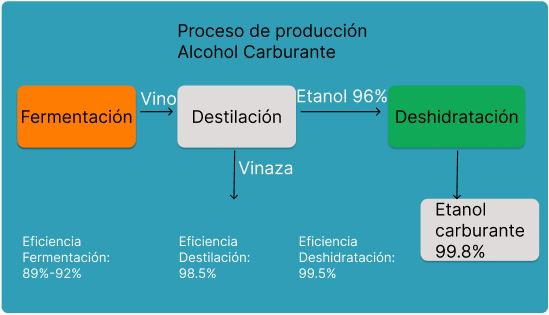 Proceso de producción
Alcohol Carburante
Fermentación
Vino
Destilación
Etanol 96%
Deshidratación
Vinaza
Etanol
carburante
99.8%
Eficiencia
Fermentación:
89%-92%
Eficiencia
Destilación:
98.5%
Eficiencia
Deshidratación:
99.5%